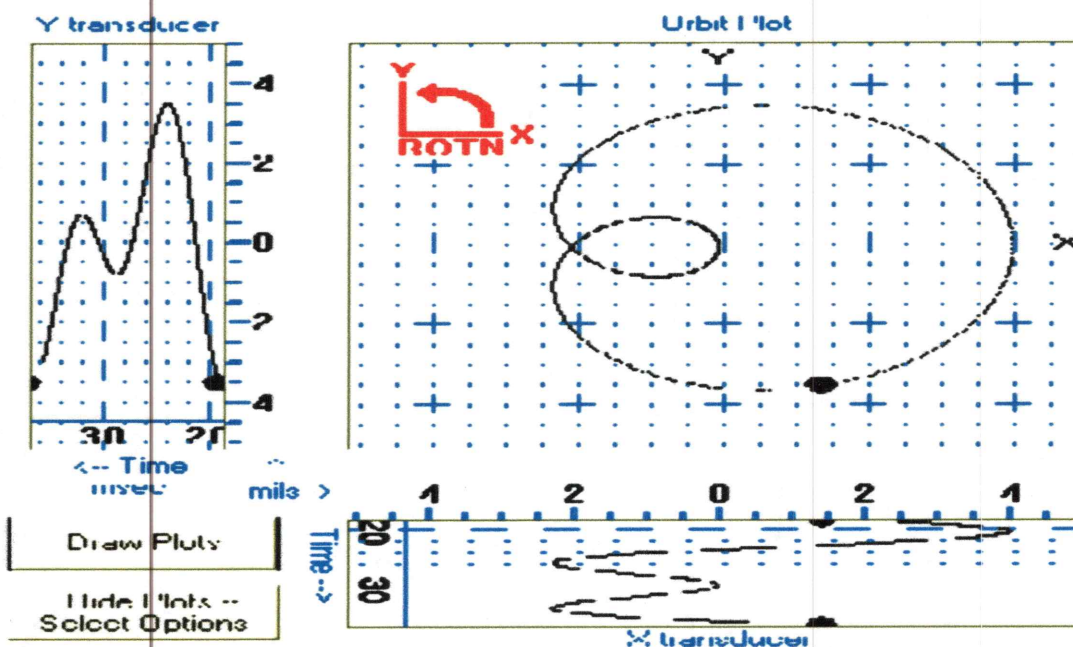 Y transducer
Orbit Plot
Y
Y
X
ROTN
4
2
0
2
4
X
30
20
<-- Time
msec
^
mils >
4 2 0 2 4
Draw Plots
Time -->
20
30
Hide Plots --
Select Options
X transducer